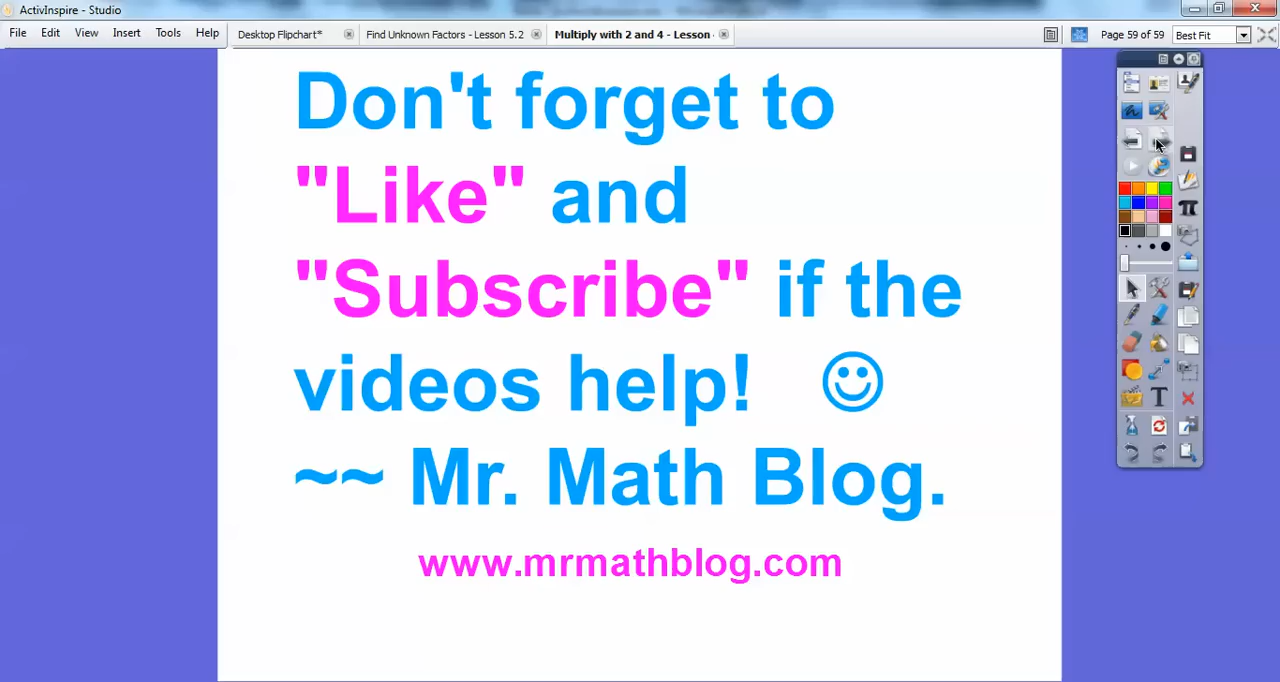 ActivInspire - Studio
File Edit View Insert Tools Help
Desktop Flipchart* Find Unknown Factors - Lesson 5.2 Multiply with 2 and 4 - Lesson
Page 59 of 59 Best Fit
Don't forget to
"Like" and
"Subscribe" if the
videos help! ☺
~~ Mr. Math Blog.
www.mrmathblog.com